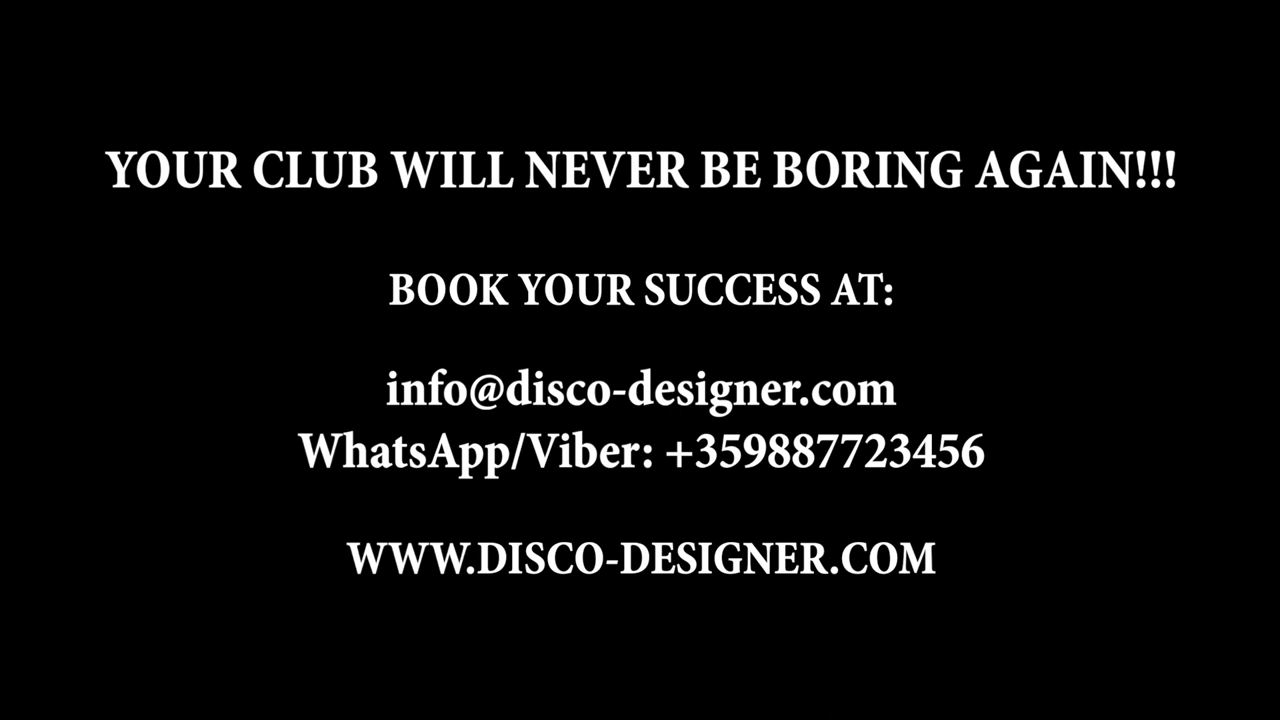 YOUR CLUB WILL NEVER BE BORING AGAIN!!!
BOOK YOUR SUCCESS AT:
info@disco-designer.com
WhatsApp/Viber: +359887723456
WWW.DISCO-DESIGNER.COM